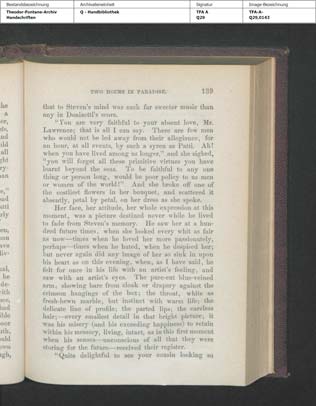 Bestandsbezeichnung Archivalieneinheit Signatur Image-Bezeichnung
Theodor-Fontane-Archiv Q - Handbibliothek TFA A TFA-A-
Handschriften Q29 Q29,0143
TWO HOURS IN PARADISE. 139
that to Steven's mind was each far sweeter music than
any in Donizetti's score.
"You are very faithful to your absent love, Mr.
Lawrence; that is all I can say. There are few men
who would not be led away from their allegiance, for
an hour, at all events, by such a syren as Patti. Ah!
when you have lived among us longer," and she sighed,
"you will forget all these primitive virtues you have
learnt beyond the seas. To be faithful to any one
thing or person long, would be poor policy to us men
or women of the world!" And she broke off one of
the costliest flowers in her bouquet, and scattered it
absently, petal by petal, on her dress as she spoke.
Her face, her attitude, her whole expression at this
moment, was a picture destined never while he lived
to fade from Steven's memory. He saw her at a hun-
dred future times, when she looked every whit as fair
as now—times when he loved her more passionately,
perhaps—times when he hated, when he despised her;
but never again did any image of her so sink in upon
his heart as on this evening, when, as I have said, he
felt for once in his life with an artist's feeling, and
saw with an artist's eyes. The pure-cut blue-veined
arm, showing bare from cloak or drapery against the
crimson hangings of the box; the throat, white as
fresh-hewn marble, but instinct with warm life; the
delicate line of profile; the parted lips; the careless
hair;—every smallest detail in that bright picture, it
was his misery (and his exceeding happiness) to retain
within his memory, living, intact, as in this first moment
when his senses—unconscious of all that they were
storing for the future—received their register.
"Quite delightful to see your cousin looking so